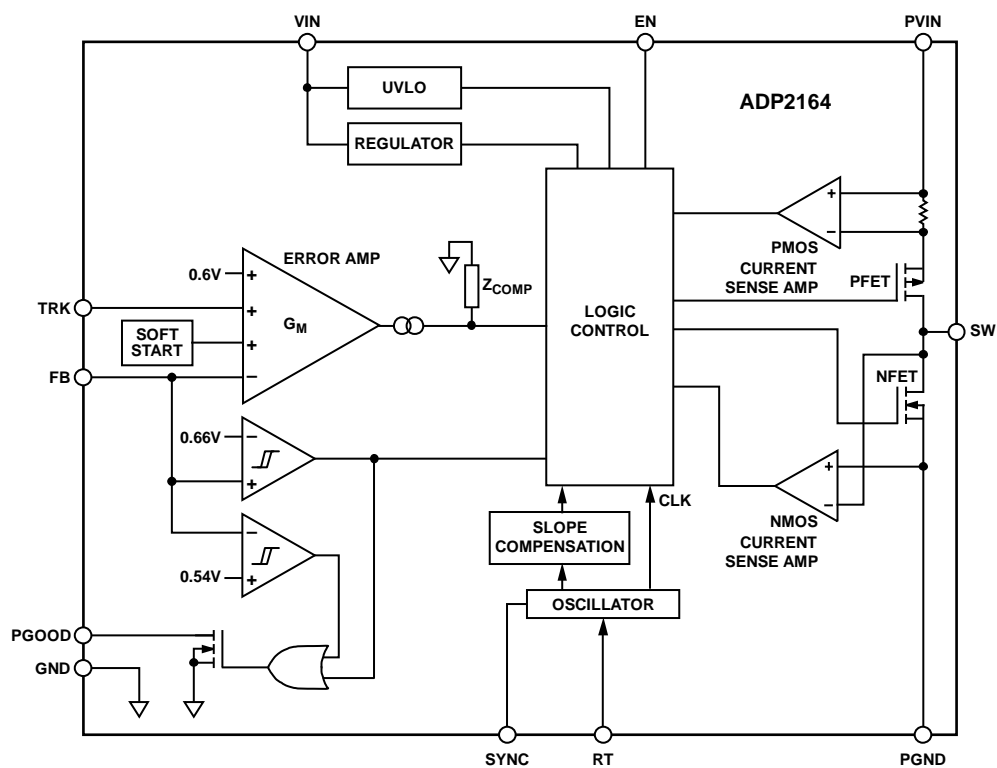 VIN
EN
PVIN
UVLO
ADP2164
REGULATOR
+
−
PMOS
CURRENT
SENSE AMP
ERROR AMP
0.6V
+
ZCOMP
PFET
TRK
+
GM
LOGIC
CONTROL
SOFT
START
+
SW
FB
−
NFET
0.66V
−
+
+
−
CLK
NMOS
CURRENT
SENSE AMP
SLOPE
COMPENSATION
−
0.54V
+
OSCILLATOR
PGOOD
GND
SYNC
RT
PGND